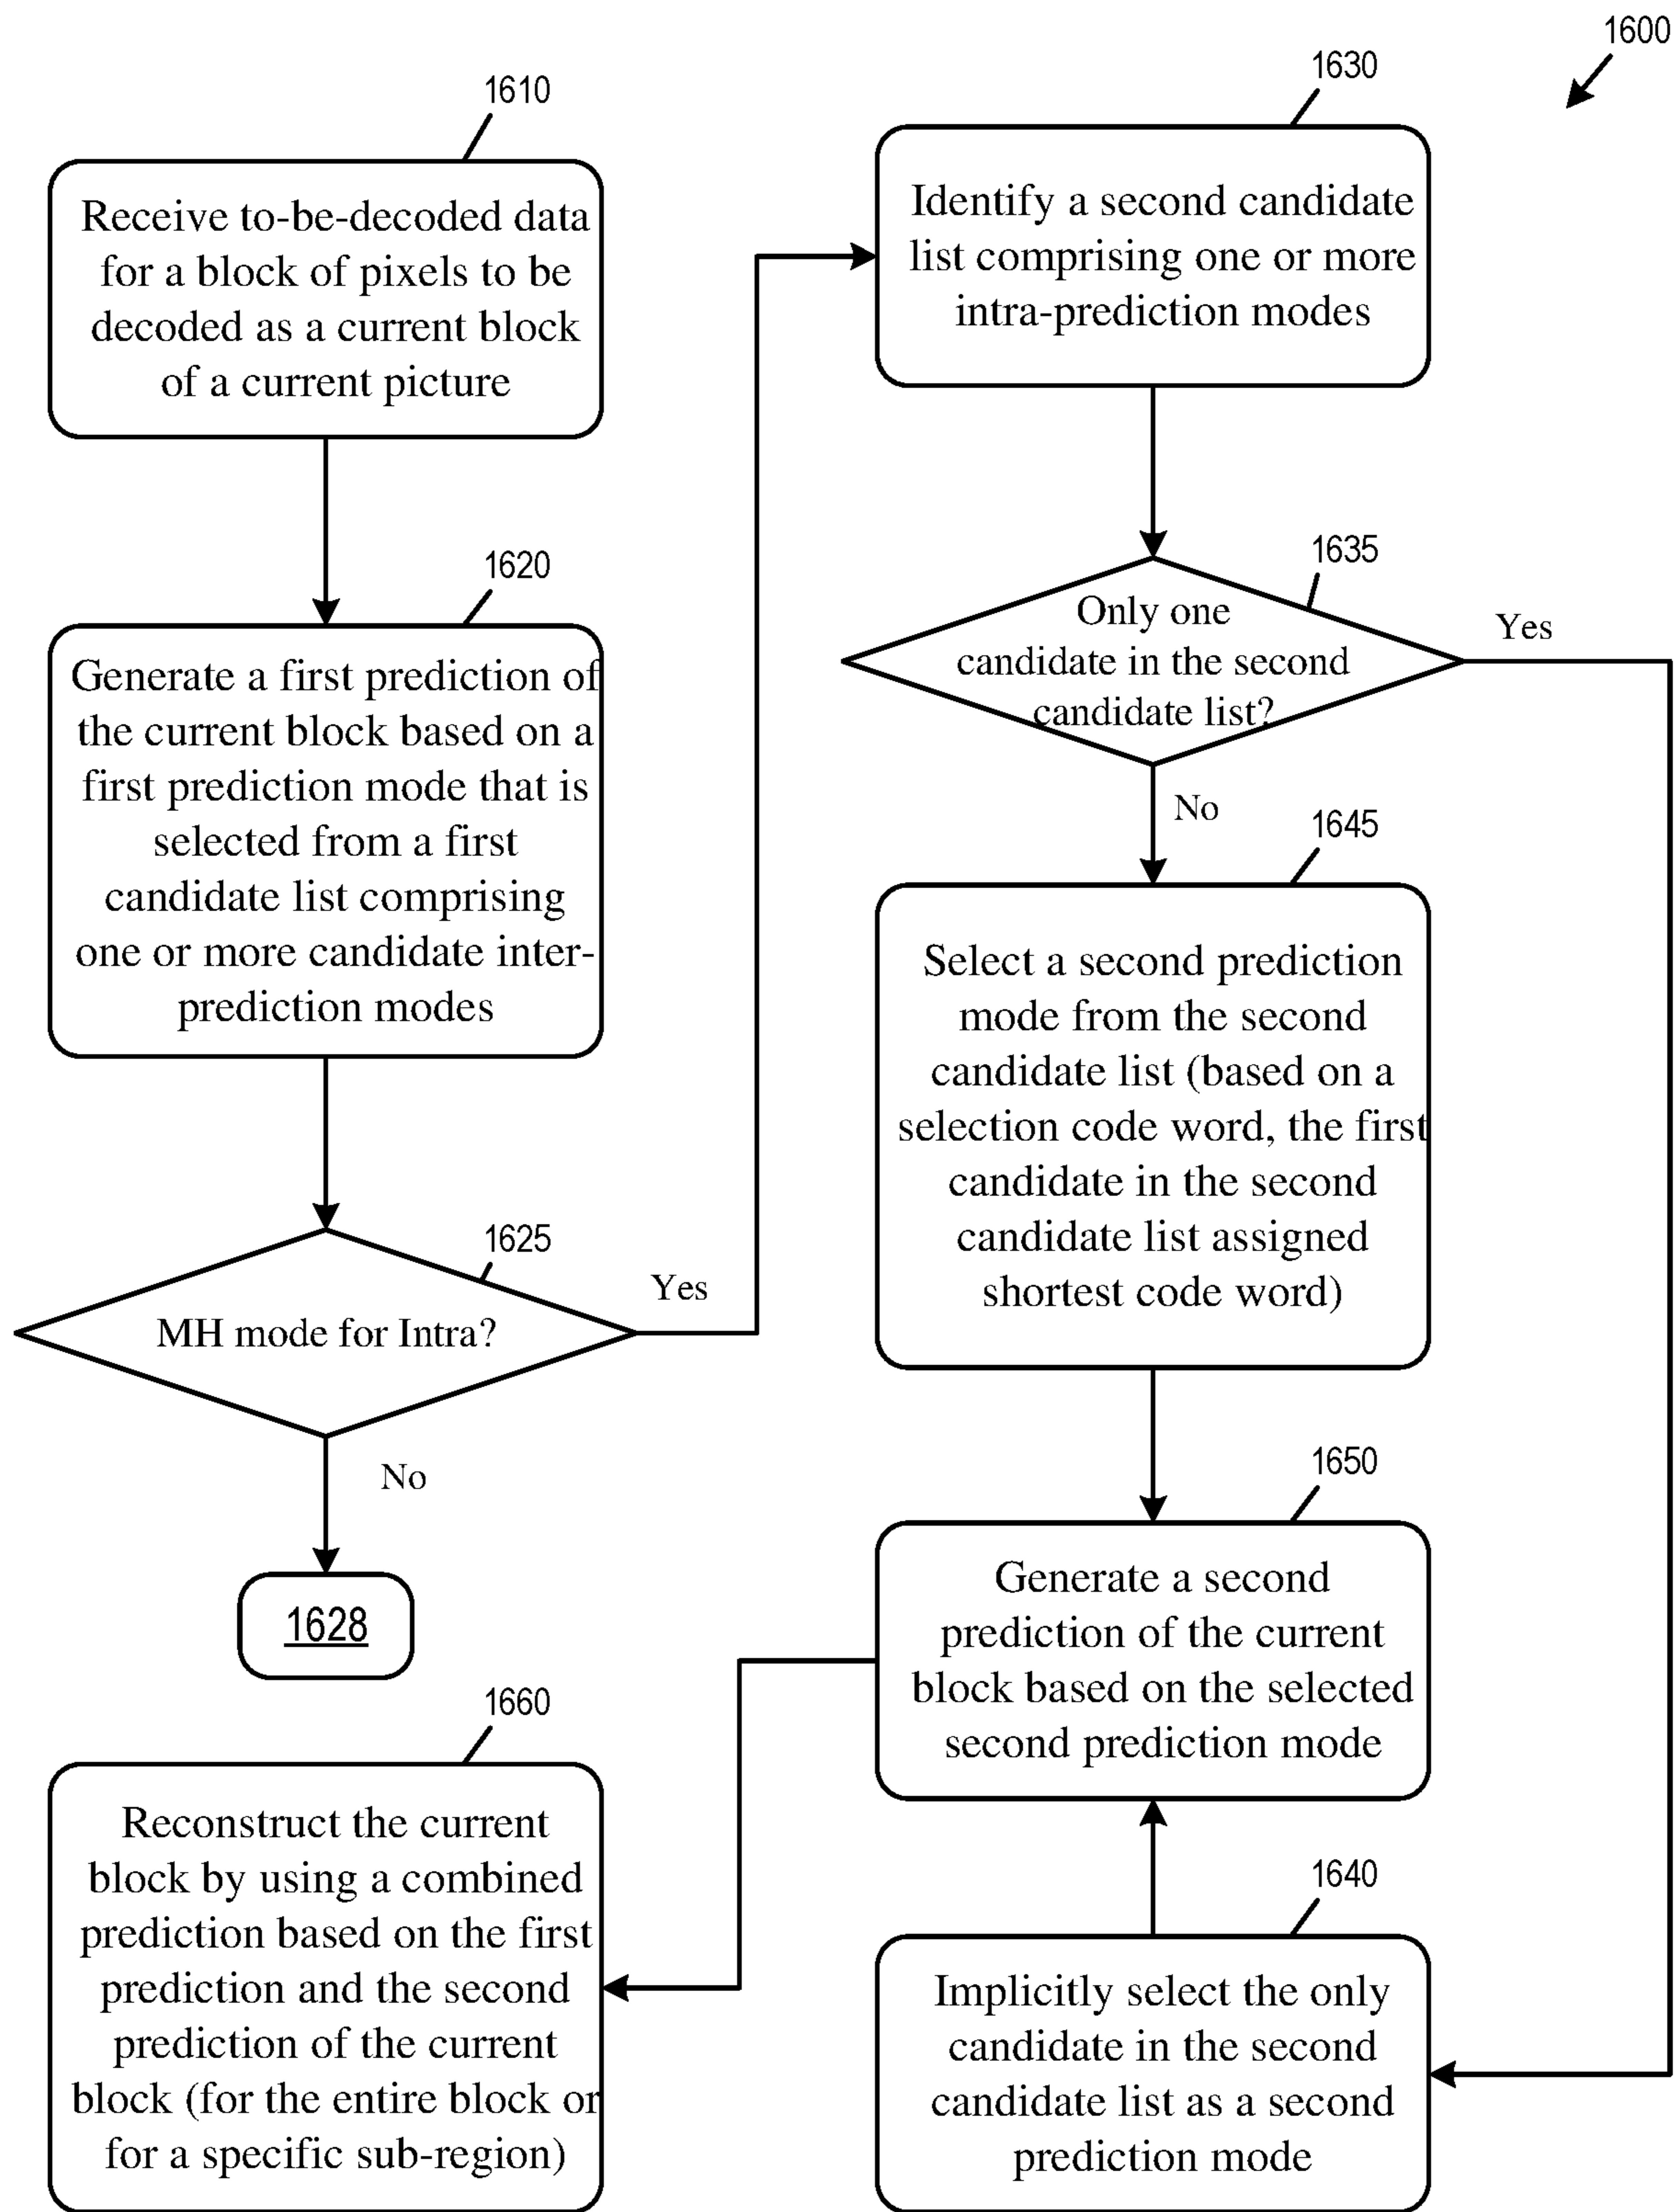 1600
1610
Receive to-be-decoded data
for a block of pixels to be
decoded as a current block
of a current picture
1620
Generate a first prediction of
the current block based on a
first prediction mode that is
selected from a first
candidate list comprising
one or more candidate inter-
prediction modes
1625
MH mode for Intra?
Yes
No
1628
1630
Identify a second candidate
list comprising one or more
intra-prediction modes
1635
Only one
candidate in the second
candidate list?
Yes
No
1645
Select a second prediction
mode from the second
candidate list (based on a
selection code word, the first
candidate in the second
candidate list assigned
shortest code word)
1650
Generate a second
prediction of the current
block based on the selected
second prediction mode
1640
Implicitly select the only
candidate in the second
candidate list as a second
prediction mode
1660
Reconstruct the current
block by using a combined
prediction based on the first
prediction and the second
prediction of the current
block (for the entire block or
for a specific sub-region)